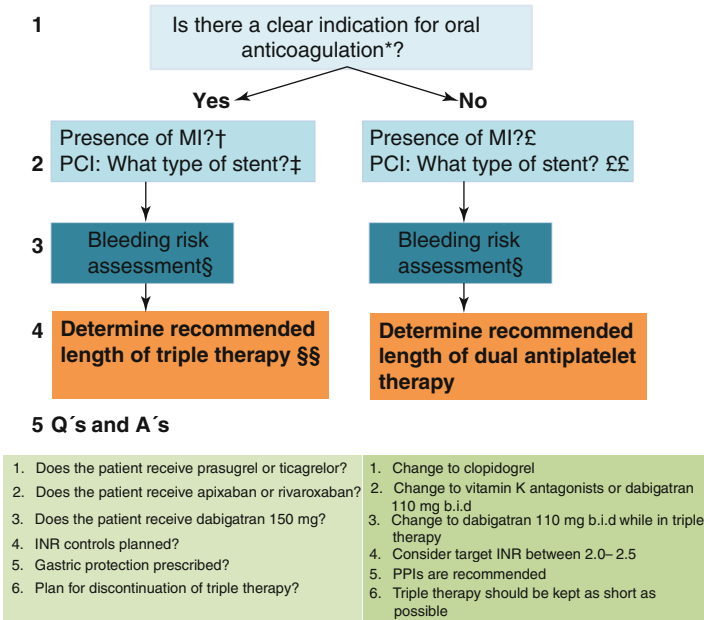 1
Is there a clear indication for oral
anticoagulation*?
Yes
No
2
Presence of MI?†
PCI: What type of stent?‡
Presence of MI?£
PCI: What type of stent? ££
3
Bleeding risk
assessment§
Bleeding risk
assessment§
4
Determine recommended
length of triple therapy §§
Determine recommended
length of dual antiplatelet
therapy
5 Q´s and A´s
1. Does the patient receive prasugrel or ticagrelor?
2. Does the patient receive apixaban or rivaroxaban?
3. Does the patient receive dabigatran 150 mg?
4. INR controls planned?
5. Gastric protection prescribed?
6. Plan for discontinuation of triple therapy?
1. Change to clopidogrel
2. Change to vitamin K antagonists or dabigatran
110 mg b.i.d
3. Change to dabigatran 110 mg b.i.d while in triple
therapy
4. Consider target INR between 2.0– 2.5
5. PPIs are recommended
6. Triple therapy should be kept as short as
possible